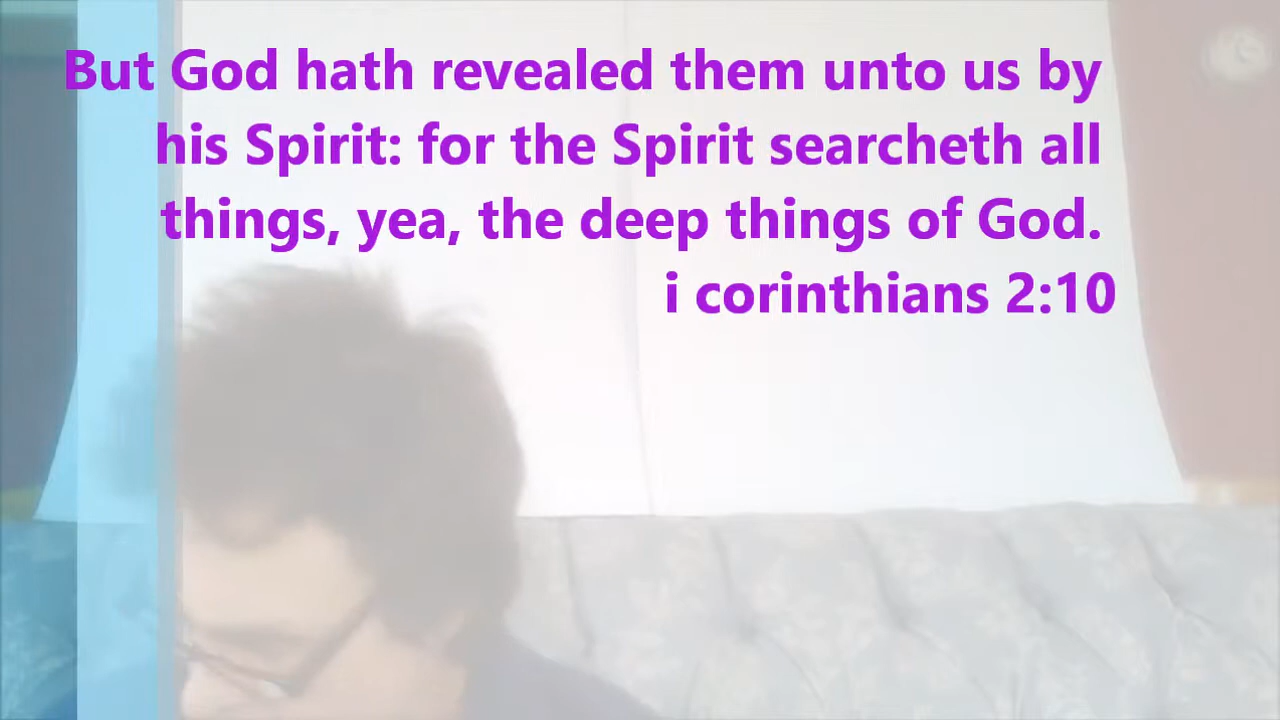 But God hath revealed them unto us by
his Spirit: for the Spirit searcheth all
things, yea, the deep things of God.
i corinthians 2:10